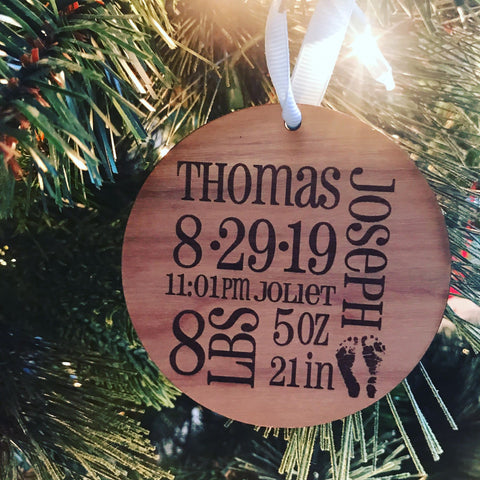 THOMAS
JOSEPH
8•29•19
11:01PM JOLIET
8 LBS
5 OZ
21 in